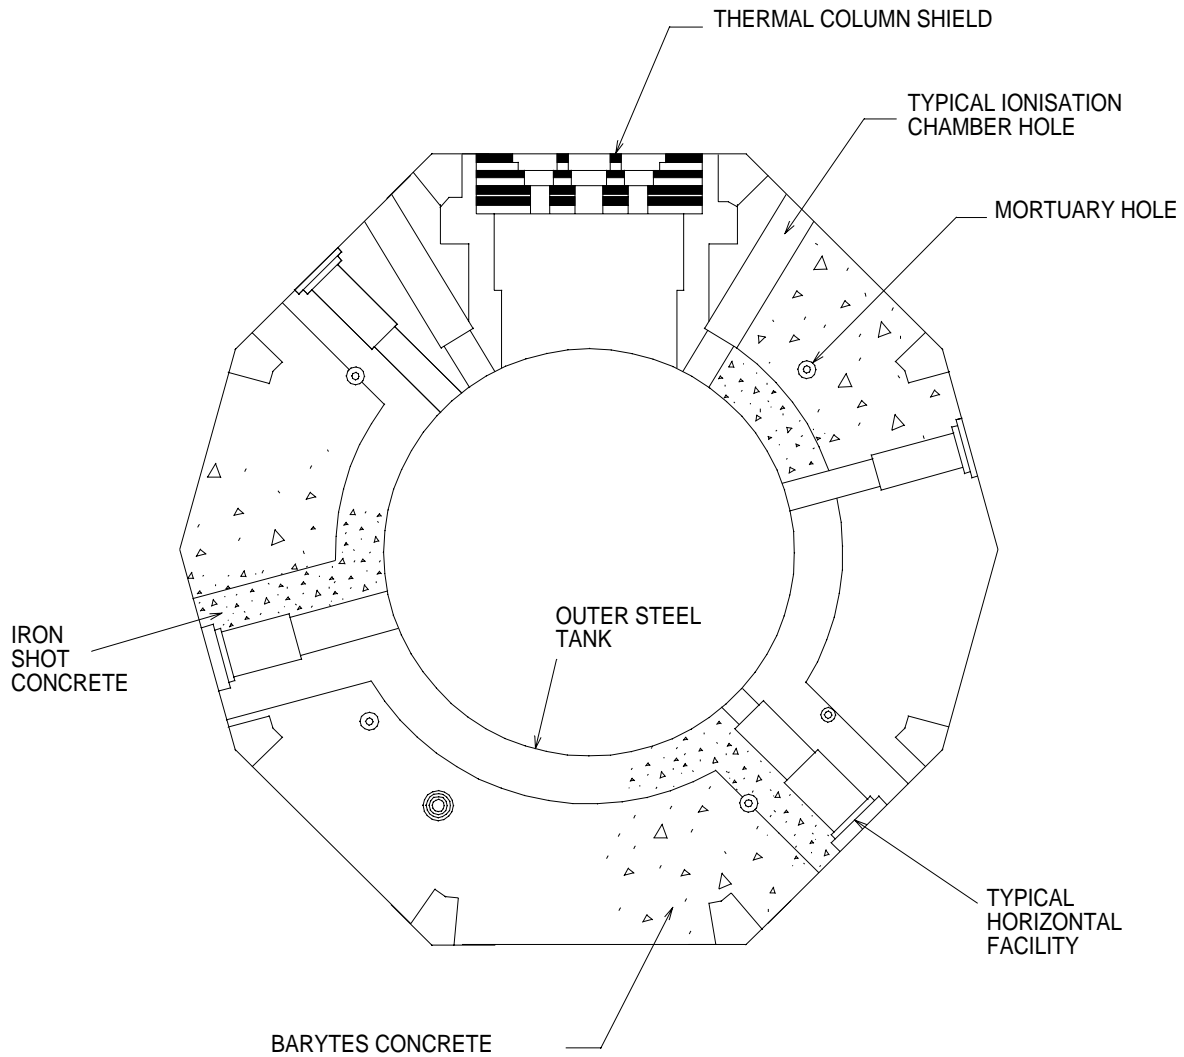 THERMAL COLUMN SHIELD
TYPICAL IONISATION
CHAMBER HOLE
MORTUARY HOLE
OUTER STEEL
TANK
IRON
SHOT
CONCRETE
TYPICAL
HORIZONTAL
FACILITY
BARYTES CONCRETE